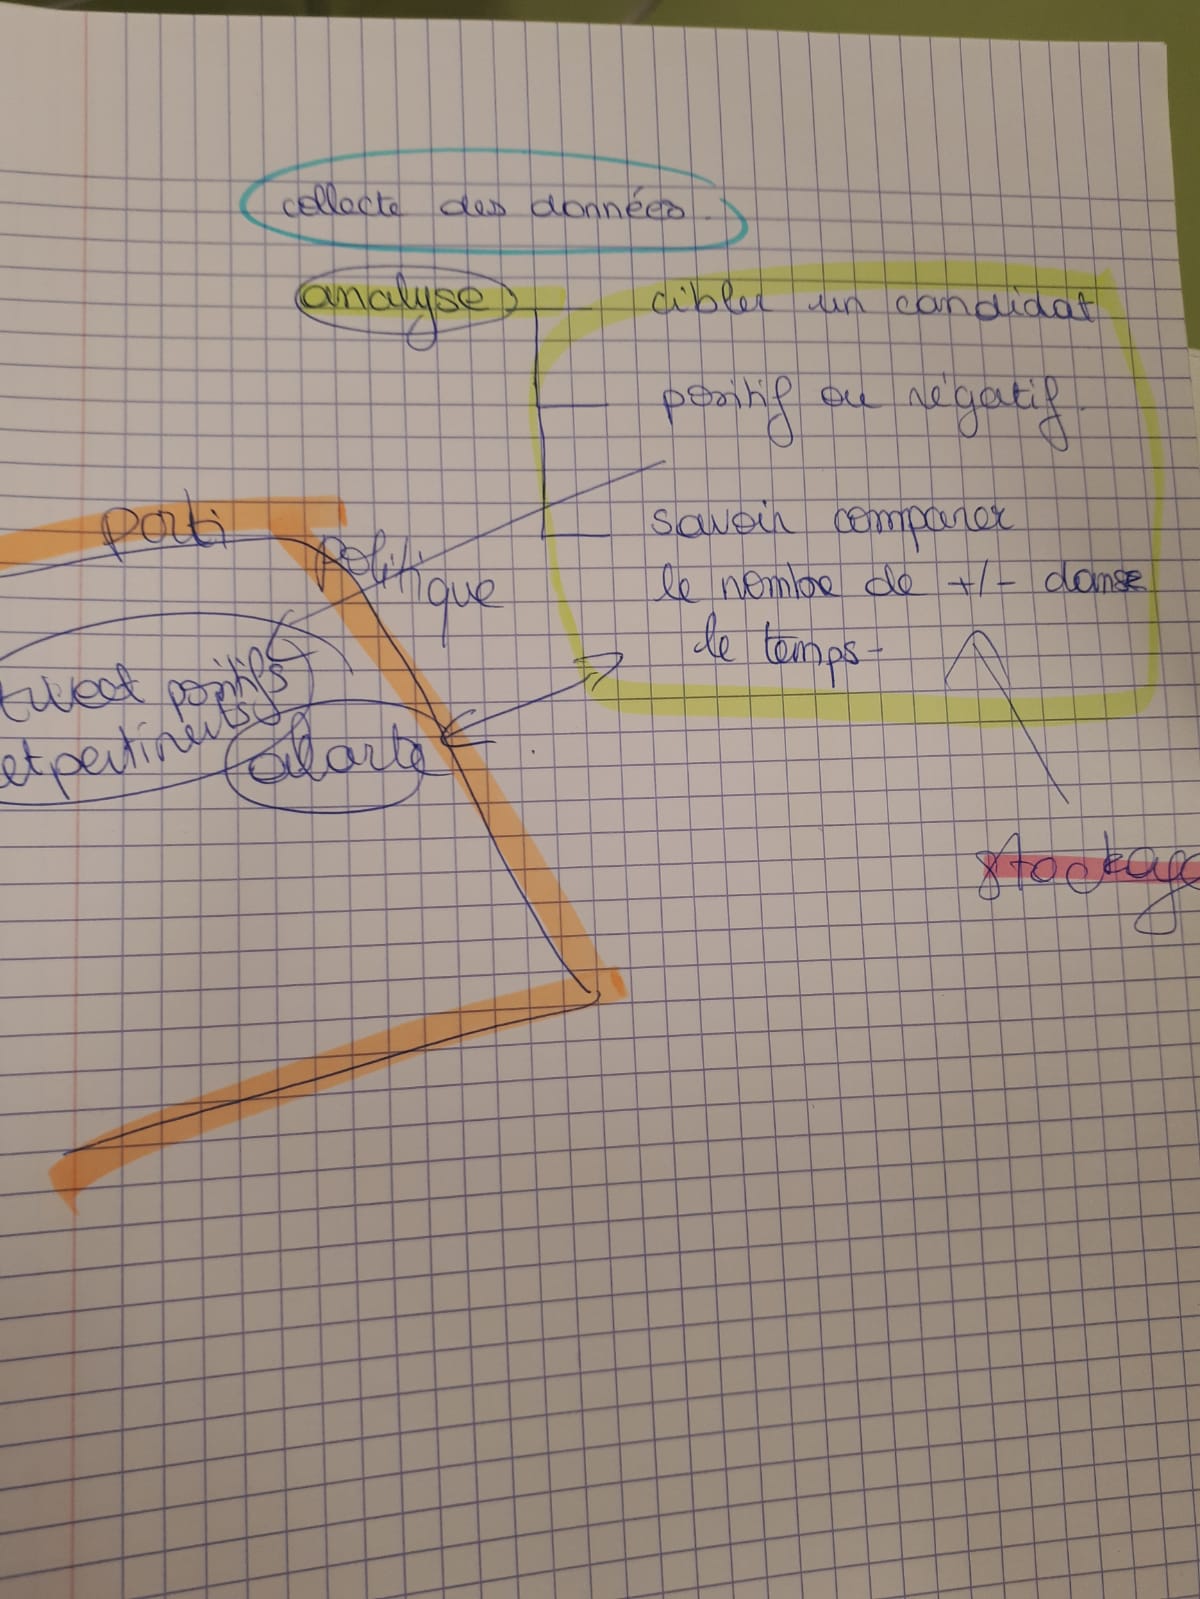 collecte des données.
analyse
cibler un candidat
positif ou négatif.
savoir comparer
le nombre de +/- dans
le temps-
parti
politique
tweet positifs
et pertinents
alerte
stockage